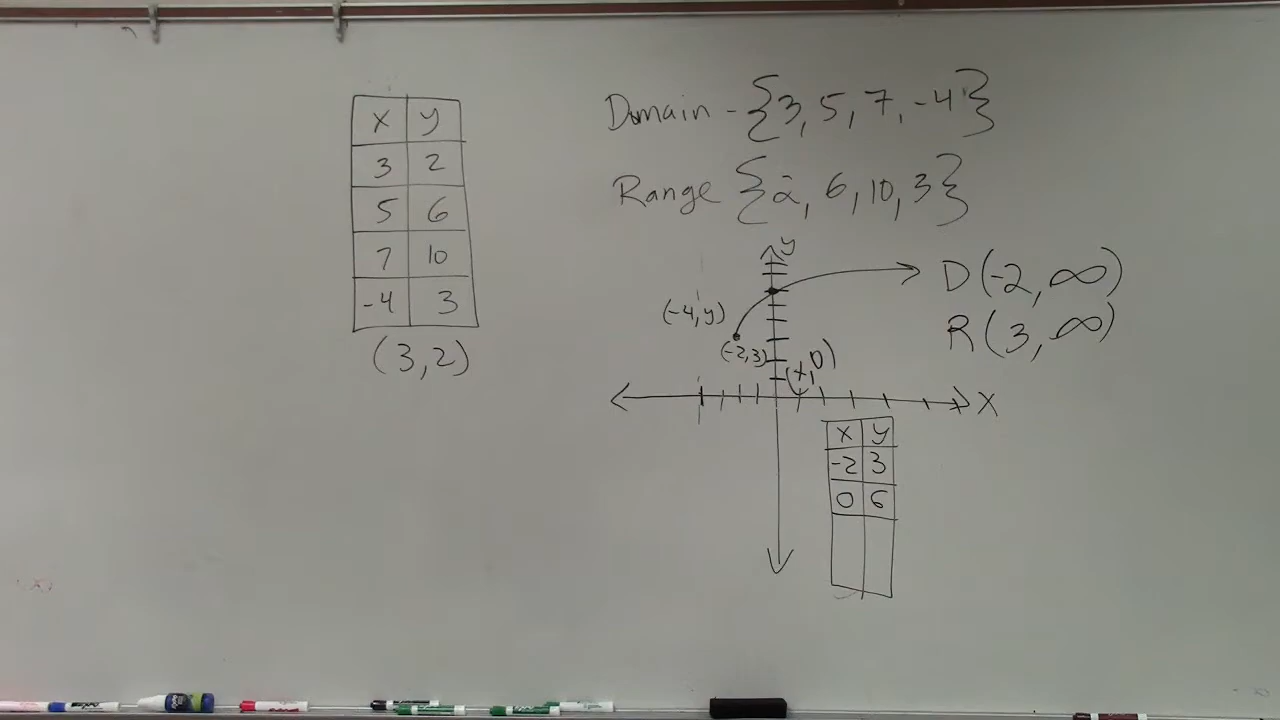 x y
3 2
5 6
7 10
-4 3
(3,2)
Domain - {3, 5, 7, -4}
Range {2, 6, 10, 3}
y
D(-2, ∞)
R(3, ∞)
(-4, y)
(-2,3)
x
x y
-2 3
0 6